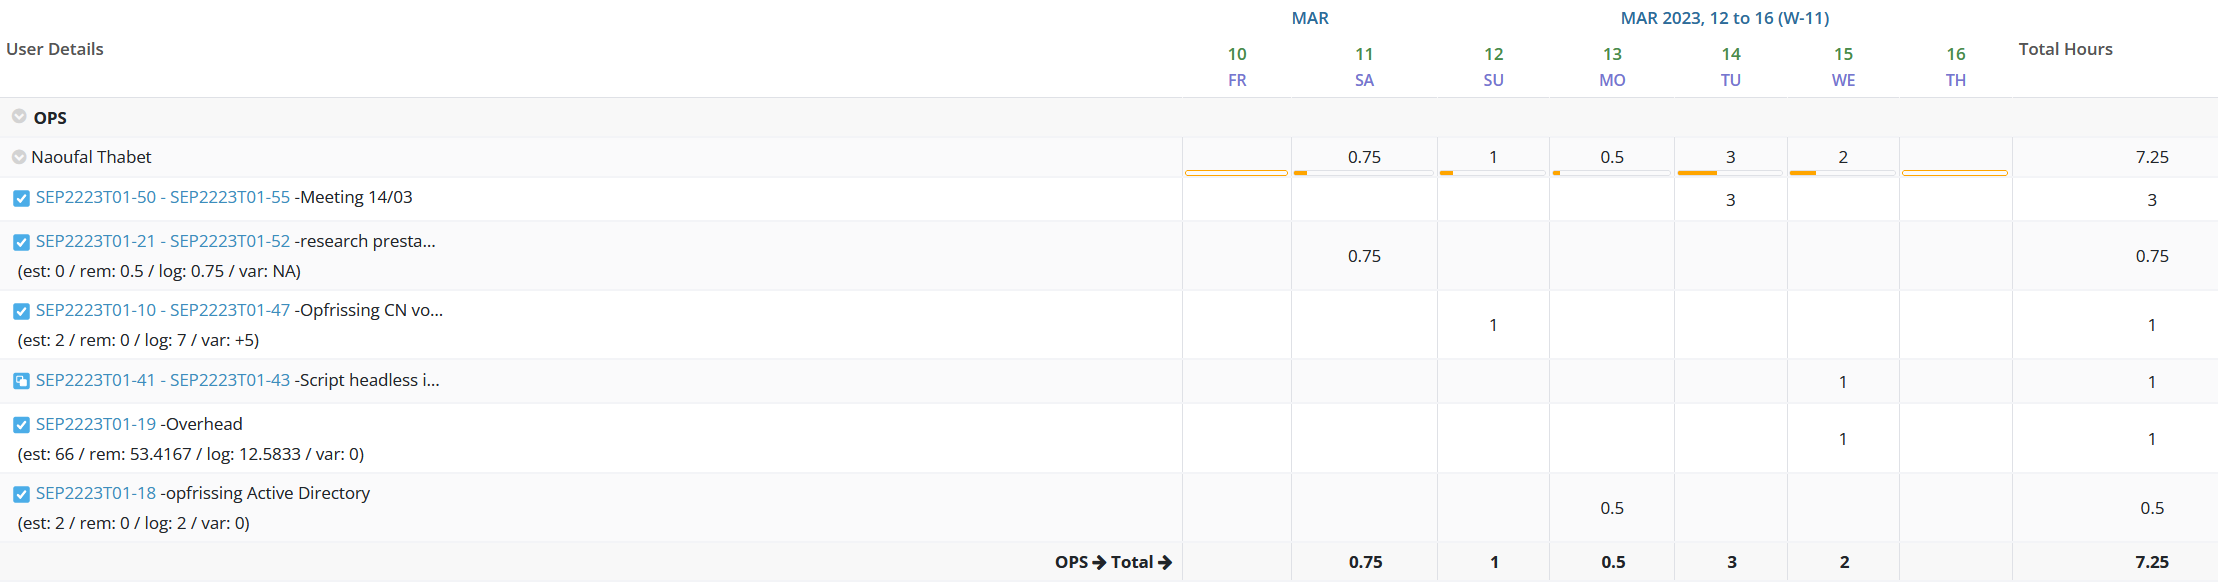 MAR MAR 2023, 12 to 16 (W-11)
User Details 10 11 12 13 14 15 16 Total Hours
FR SA SU MO TU WE TH
OPS
Naoufal Thabet 0.75 1 0.5 3 2 7.25
SEP2223T01-50 - SEP2223T01-55 -Meeting 14/03 3 3
SEP2223T01-21 - SEP2223T01-52 -research presta...
(est: 0 / rem: 0.5 / log: 0.75 / var: NA) 0.75 0.75
SEP2223T01-10 - SEP2223T01-47 -Opfrissing CN vo...
(est: 2 / rem: 0 / log: 7 / var: +5) 1 1
SEP2223T01-41 - SEP2223T01-43 -Script headless i... 1 1
SEP2223T01-19 -Overhead
(est: 66 / rem: 53.4167 / log: 12.5833 / var: 0) 1 1
SEP2223T01-18 -opfrissing Active Directory
(est: 2 / rem: 0 / log: 2 / var: 0) 0.5 0.5
OPS → Total → 0.75 1 0.5 3 2 7.25